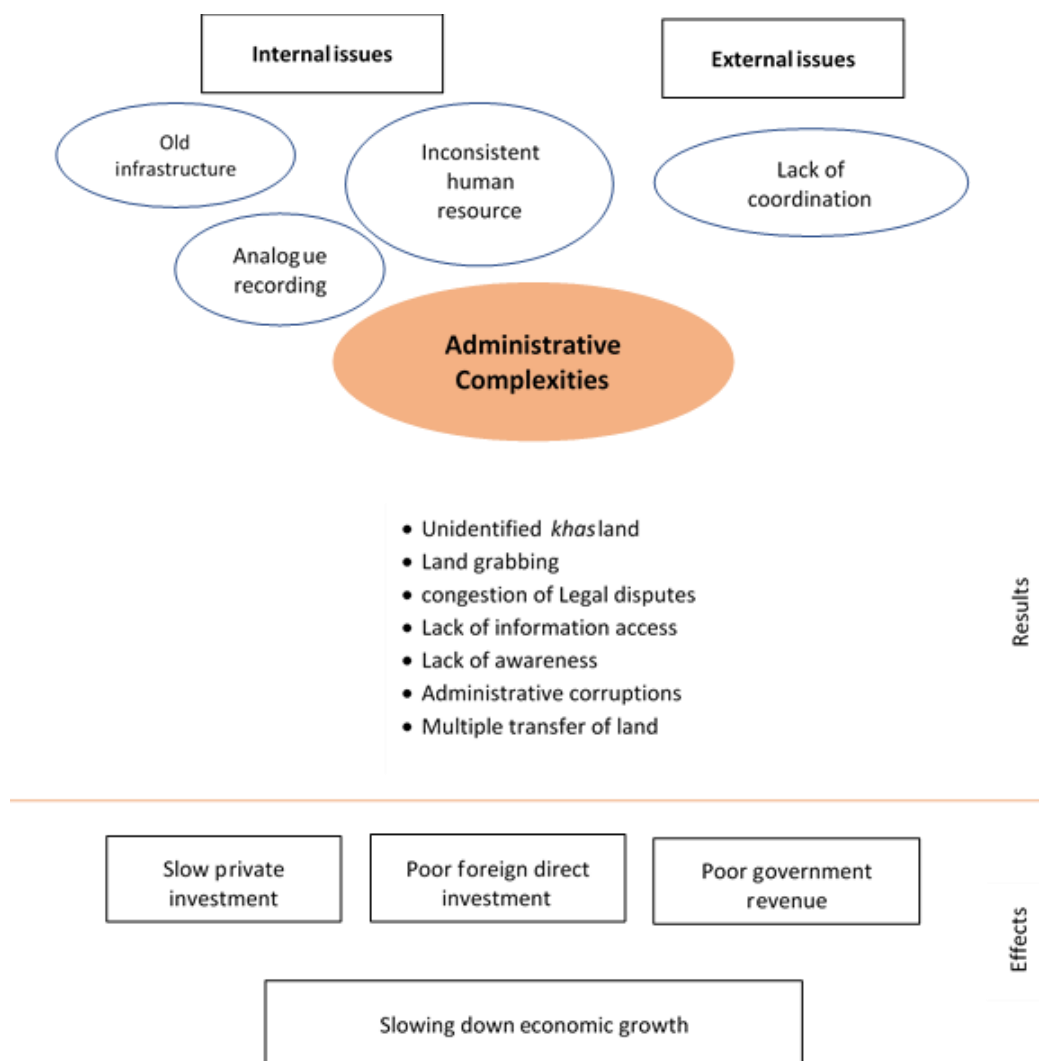 Internal issues
External issues
Old
infrastructure
Inconsistent
human
resource
Lack of
coordination
Analogue
recording
Administrative
Complexities
• Unidentified khas land
• Land grabbing
• congestion of Legal disputes
• Lack of information access
• Lack of awareness
• Administrative corruptions
• Multiple transfer of land
Results
Slow private
investment
Poor foreign direct
investment
Poor government
revenue
Effects
Slowing down economic growth